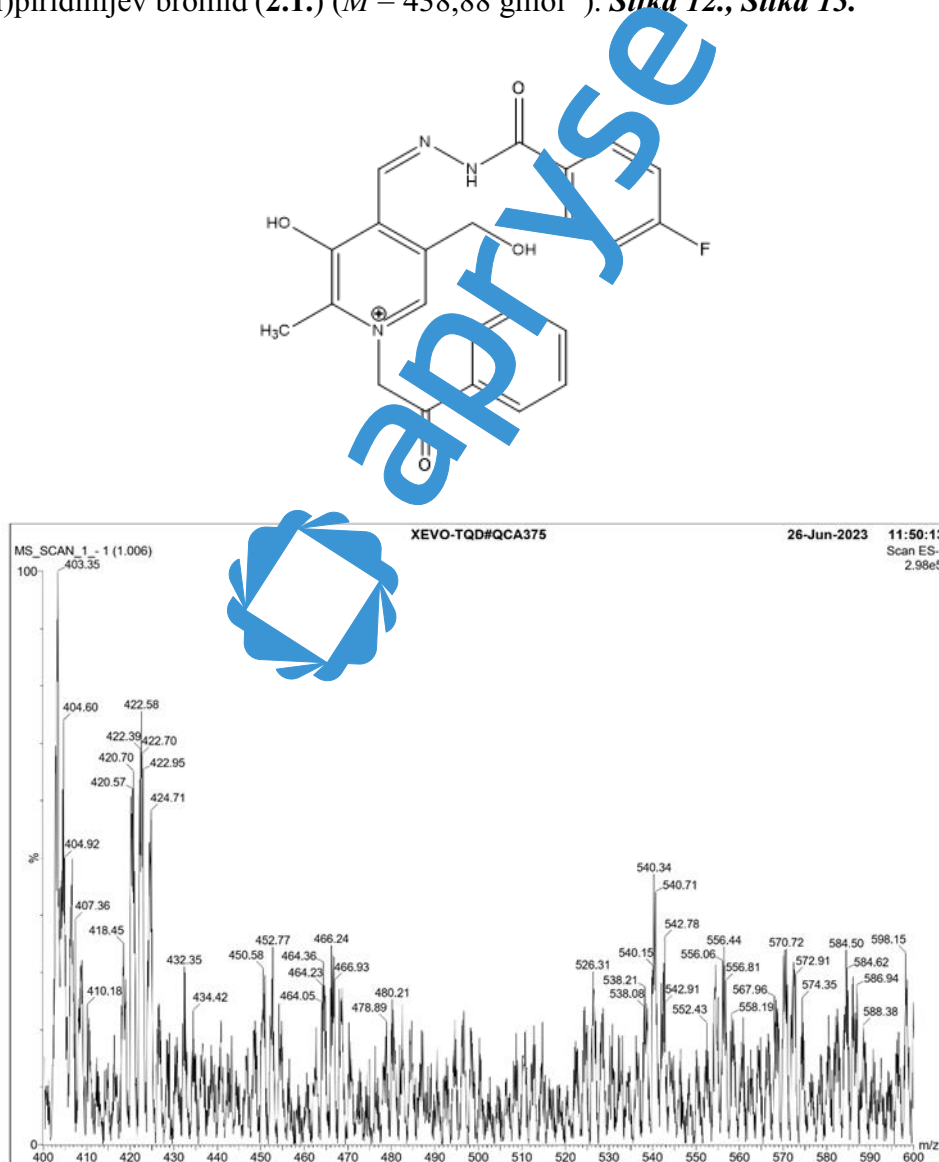 )piridinijev bromid (2.1.) (M = 438,88 gmol⁻¹). Slika 12., Slika 13.
O
N
N
H
HO
OH
F
H₃C
N
⊕
O
apryse
XEVO-TQD#QCA375
26-Jun-2023 11:50:13
MS_SCAN_1_- 1 (1.006)
Scan ES-
2.98e5
100
403.35
404.60
422.58
422.39
422.70
420.70
422.95
420.57
424.71
%
404.92
407.36
418.45
432.35
434.42
410.18
450.58
452.77
464.36
466.24
464.23
466.93
464.05
478.89
480.21
526.31
538.21
538.08
540.15
540.34
540.71
542.78
542.91
552.43
556.06
556.44
556.81
558.19
567.96
570.72
572.91
574.35
584.50
584.62
586.94
588.38
598.15
0
400 410 420 430 440 450 460 470 480 490 500 510 520 530 540 550 560 570 580 590 600
m/z